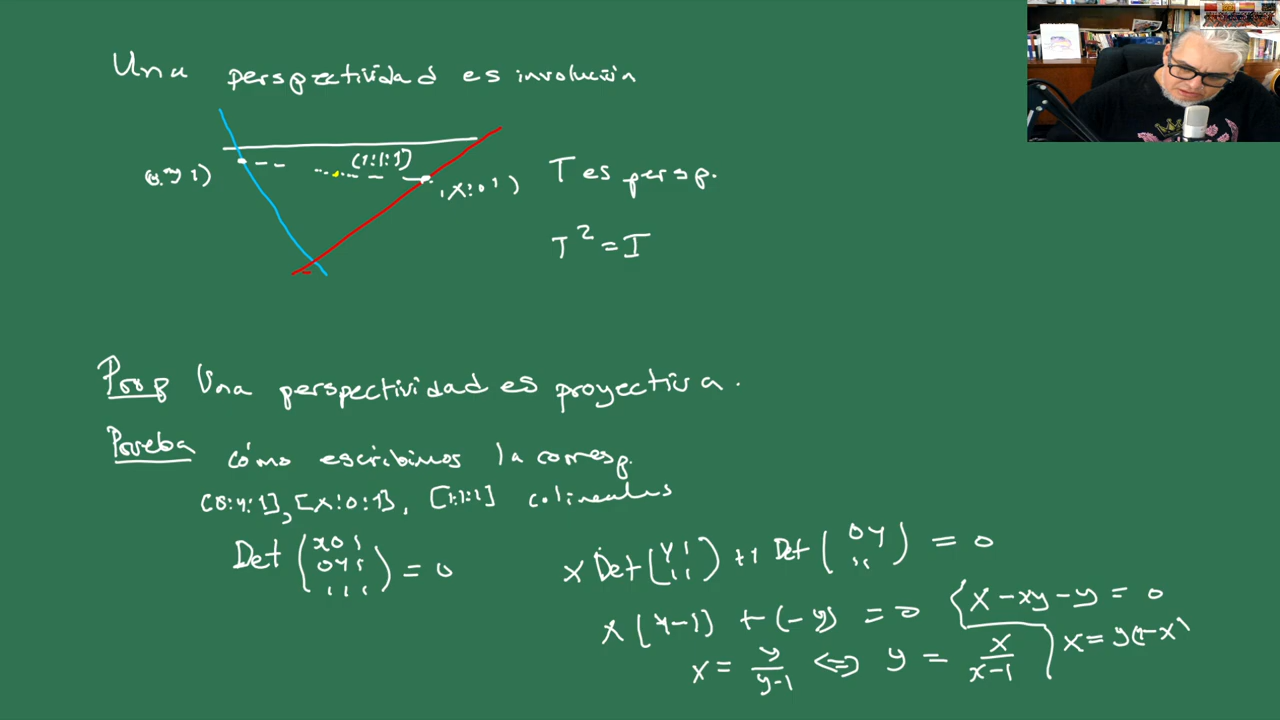 Una perspectividad es involución
(0:y:1)
(1:1:1)
(x:0:1)
T es persp.
T² = I
Prop Una perspectividad es proyectiva.
Prueba cómo escribimos la corresp.
[0:y:1], [x:0:1], [1:1:1] colineales
Det (x 0 1
0 y 1
1 1 1) = 0
x Det (y 1
1 1) + 1 Det (0 y
1 1) = 0
x(y-1) + (-y) = 0
x = y/(y-1) ⇔ y = x/(x-1)
x - xy - y = 0